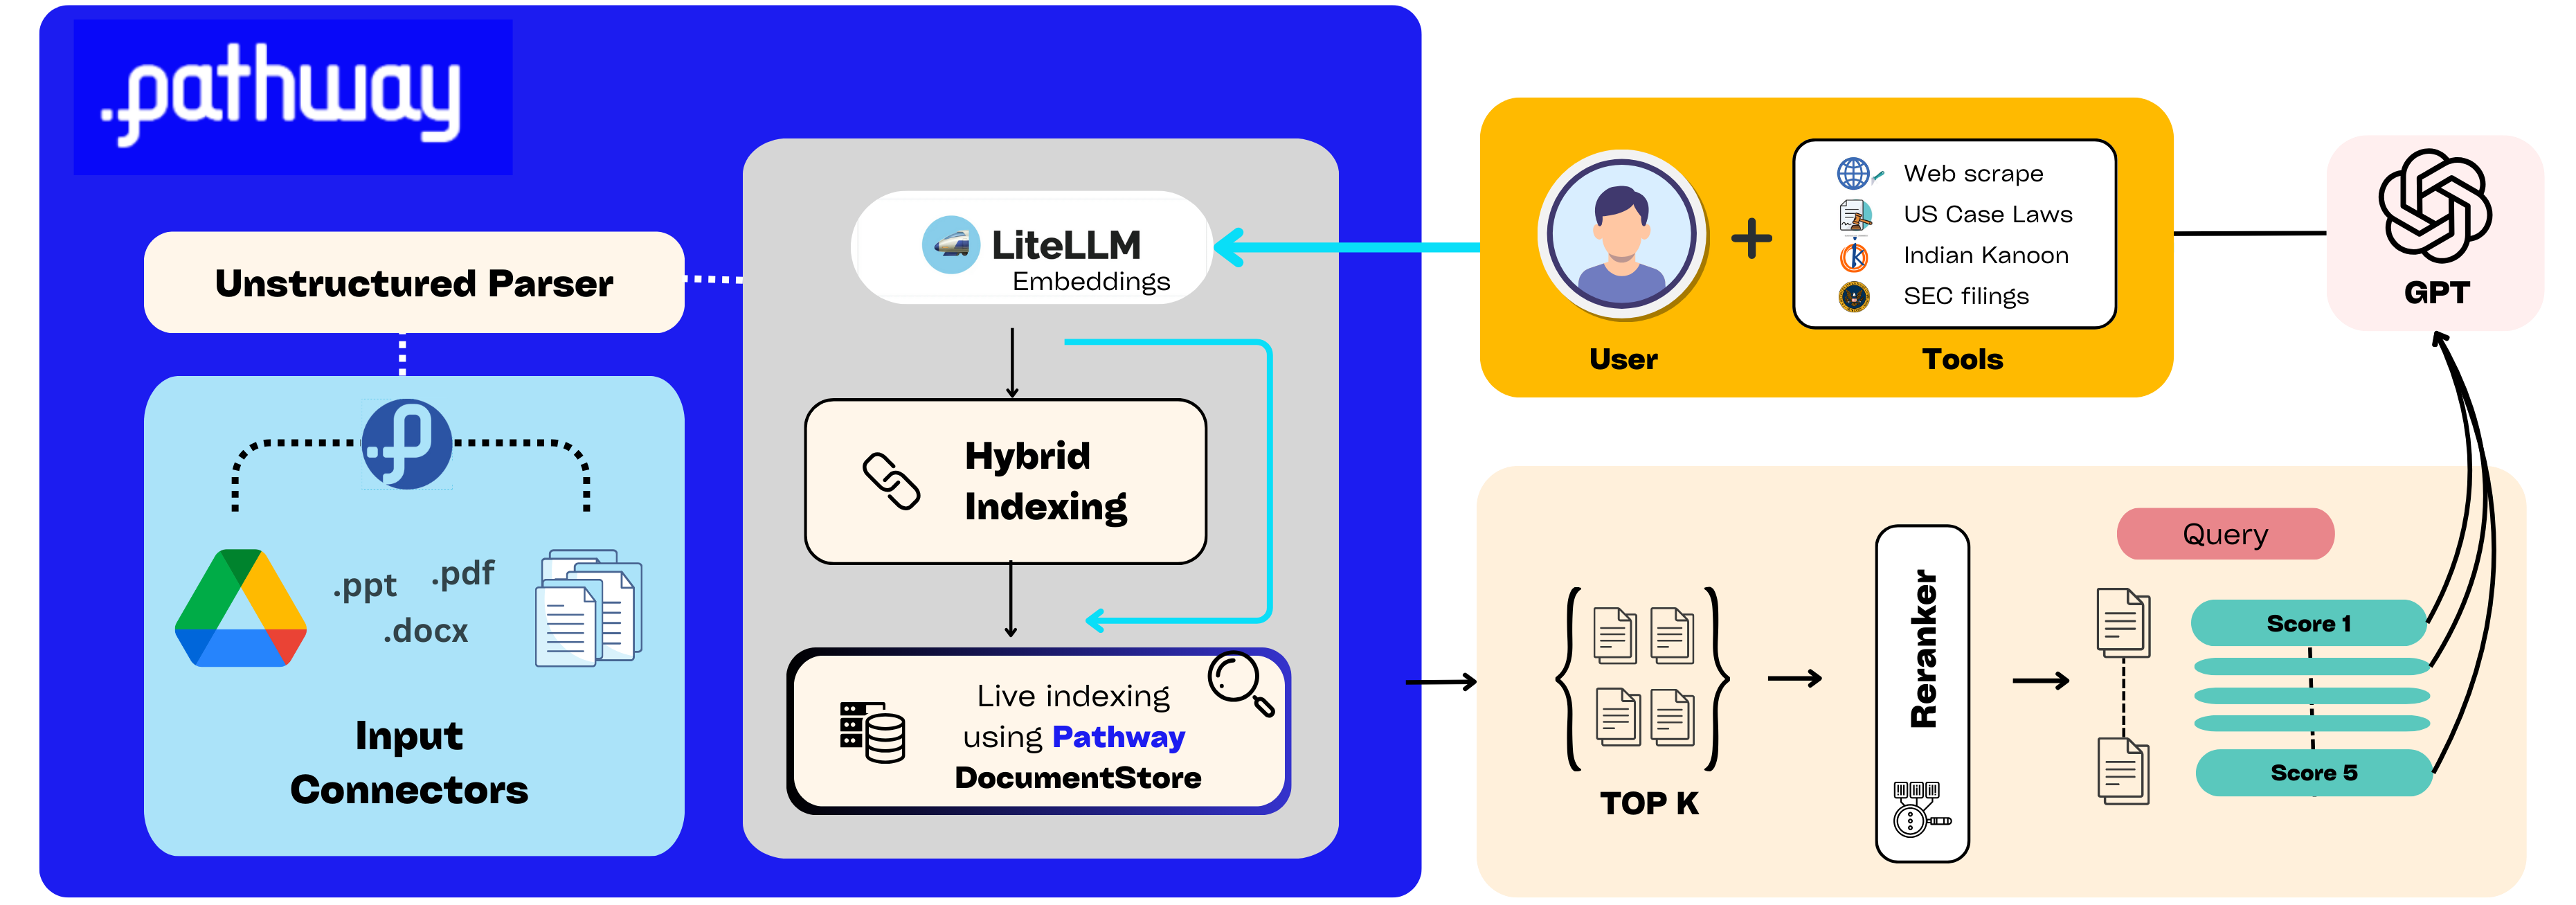 .:pathway
Unstructured Parser
.ppt
.pdf
.docx
Input
Connectors
LiteLLM
Embeddings
Hybrid
Indexing
Live indexing
using Pathway
DocumentStore
User
Web scrape
US Case Laws
Indian Kanoon
SEC filings
Tools
GPT
TOP K
Reranker
Query
Score 1
Score 5